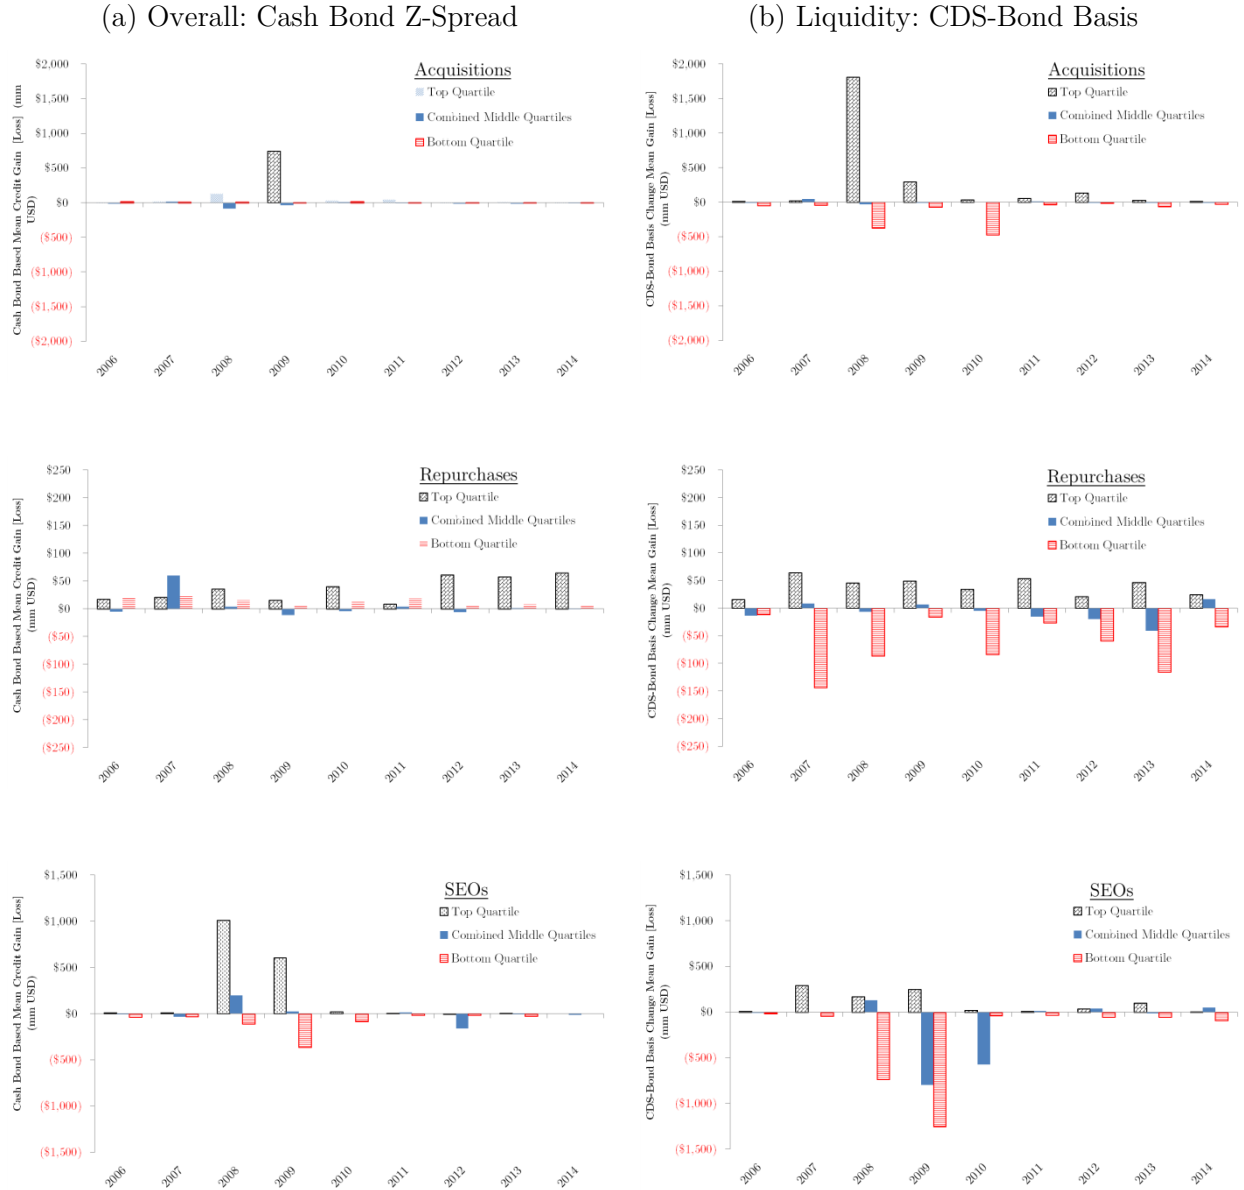 (a) Overall: Cash Bond Z-Spread
Cash Bond Based Mean Credit Gain [Loss] (mm
USD)
$2,000
$1,500
$1,000
$500
$0
($500)
($1,000)
($1,500)
($2,000)
Acquisitions
Top Quartile
Combined Middle Quartiles
Bottom Quartile
2006
2007
2008
2009
2010
2011
2012
2013
2014
(b) Liquidity: CDS-Bond Basis
CDS-Bond Basis Change Mean Gain [Loss]
(mm USD)
$2,000
$1,500
$1,000
$500
$0
($500)
($1,000)
($1,500)
($2,000)
Acquisitions
Top Quartile
Combined Middle Quartiles
Bottom Quartile
2006
2007
2008
2009
2010
2011
2012
2013
2014
Cash Bond Based Mean Credit Gain [Loss]
(mm USD)
$250
$200
$150
$100
$50
$0
($50)
($100)
($150)
($200)
($250)
Repurchases
Top Quartile
Combined Middle Quartiles
Bottom Quartile
2006
2007
2008
2009
2010
2011
2012
2013
2014
CDS-Bond Basis Change Mean Gain [Loss]
(mm USD)
$250
$200
$150
$100
$50
$0
($50)
($100)
($150)
($200)
($250)
Repurchases
Top Quartile
Combined Middle Quartiles
Bottom Quartile
2006
2007
2008
2009
2010
2011
2012
2013
2014
Cash Bond Based Mean Credit Gain [Loss]
(mm USD)
$1,500
$1,000
$500
$0
($500)
($1,000)
($1,500)
SEOs
Top Quartile
Combined Middle Quartiles
Bottom Quartile
2006
2007
2008
2009
2010
2011
2012
2013
2014
CDS-Bond Basis Change Mean Gain [Loss]
(mm USD)
$1,500
$1,000
$500
$0
($500)
($1,000)
($1,500)
SEOs
Top Quartile
Combined Middle Quartiles
Bottom Quartile
2006
2007
2008
2009
2010
2011
2012
2013
2014